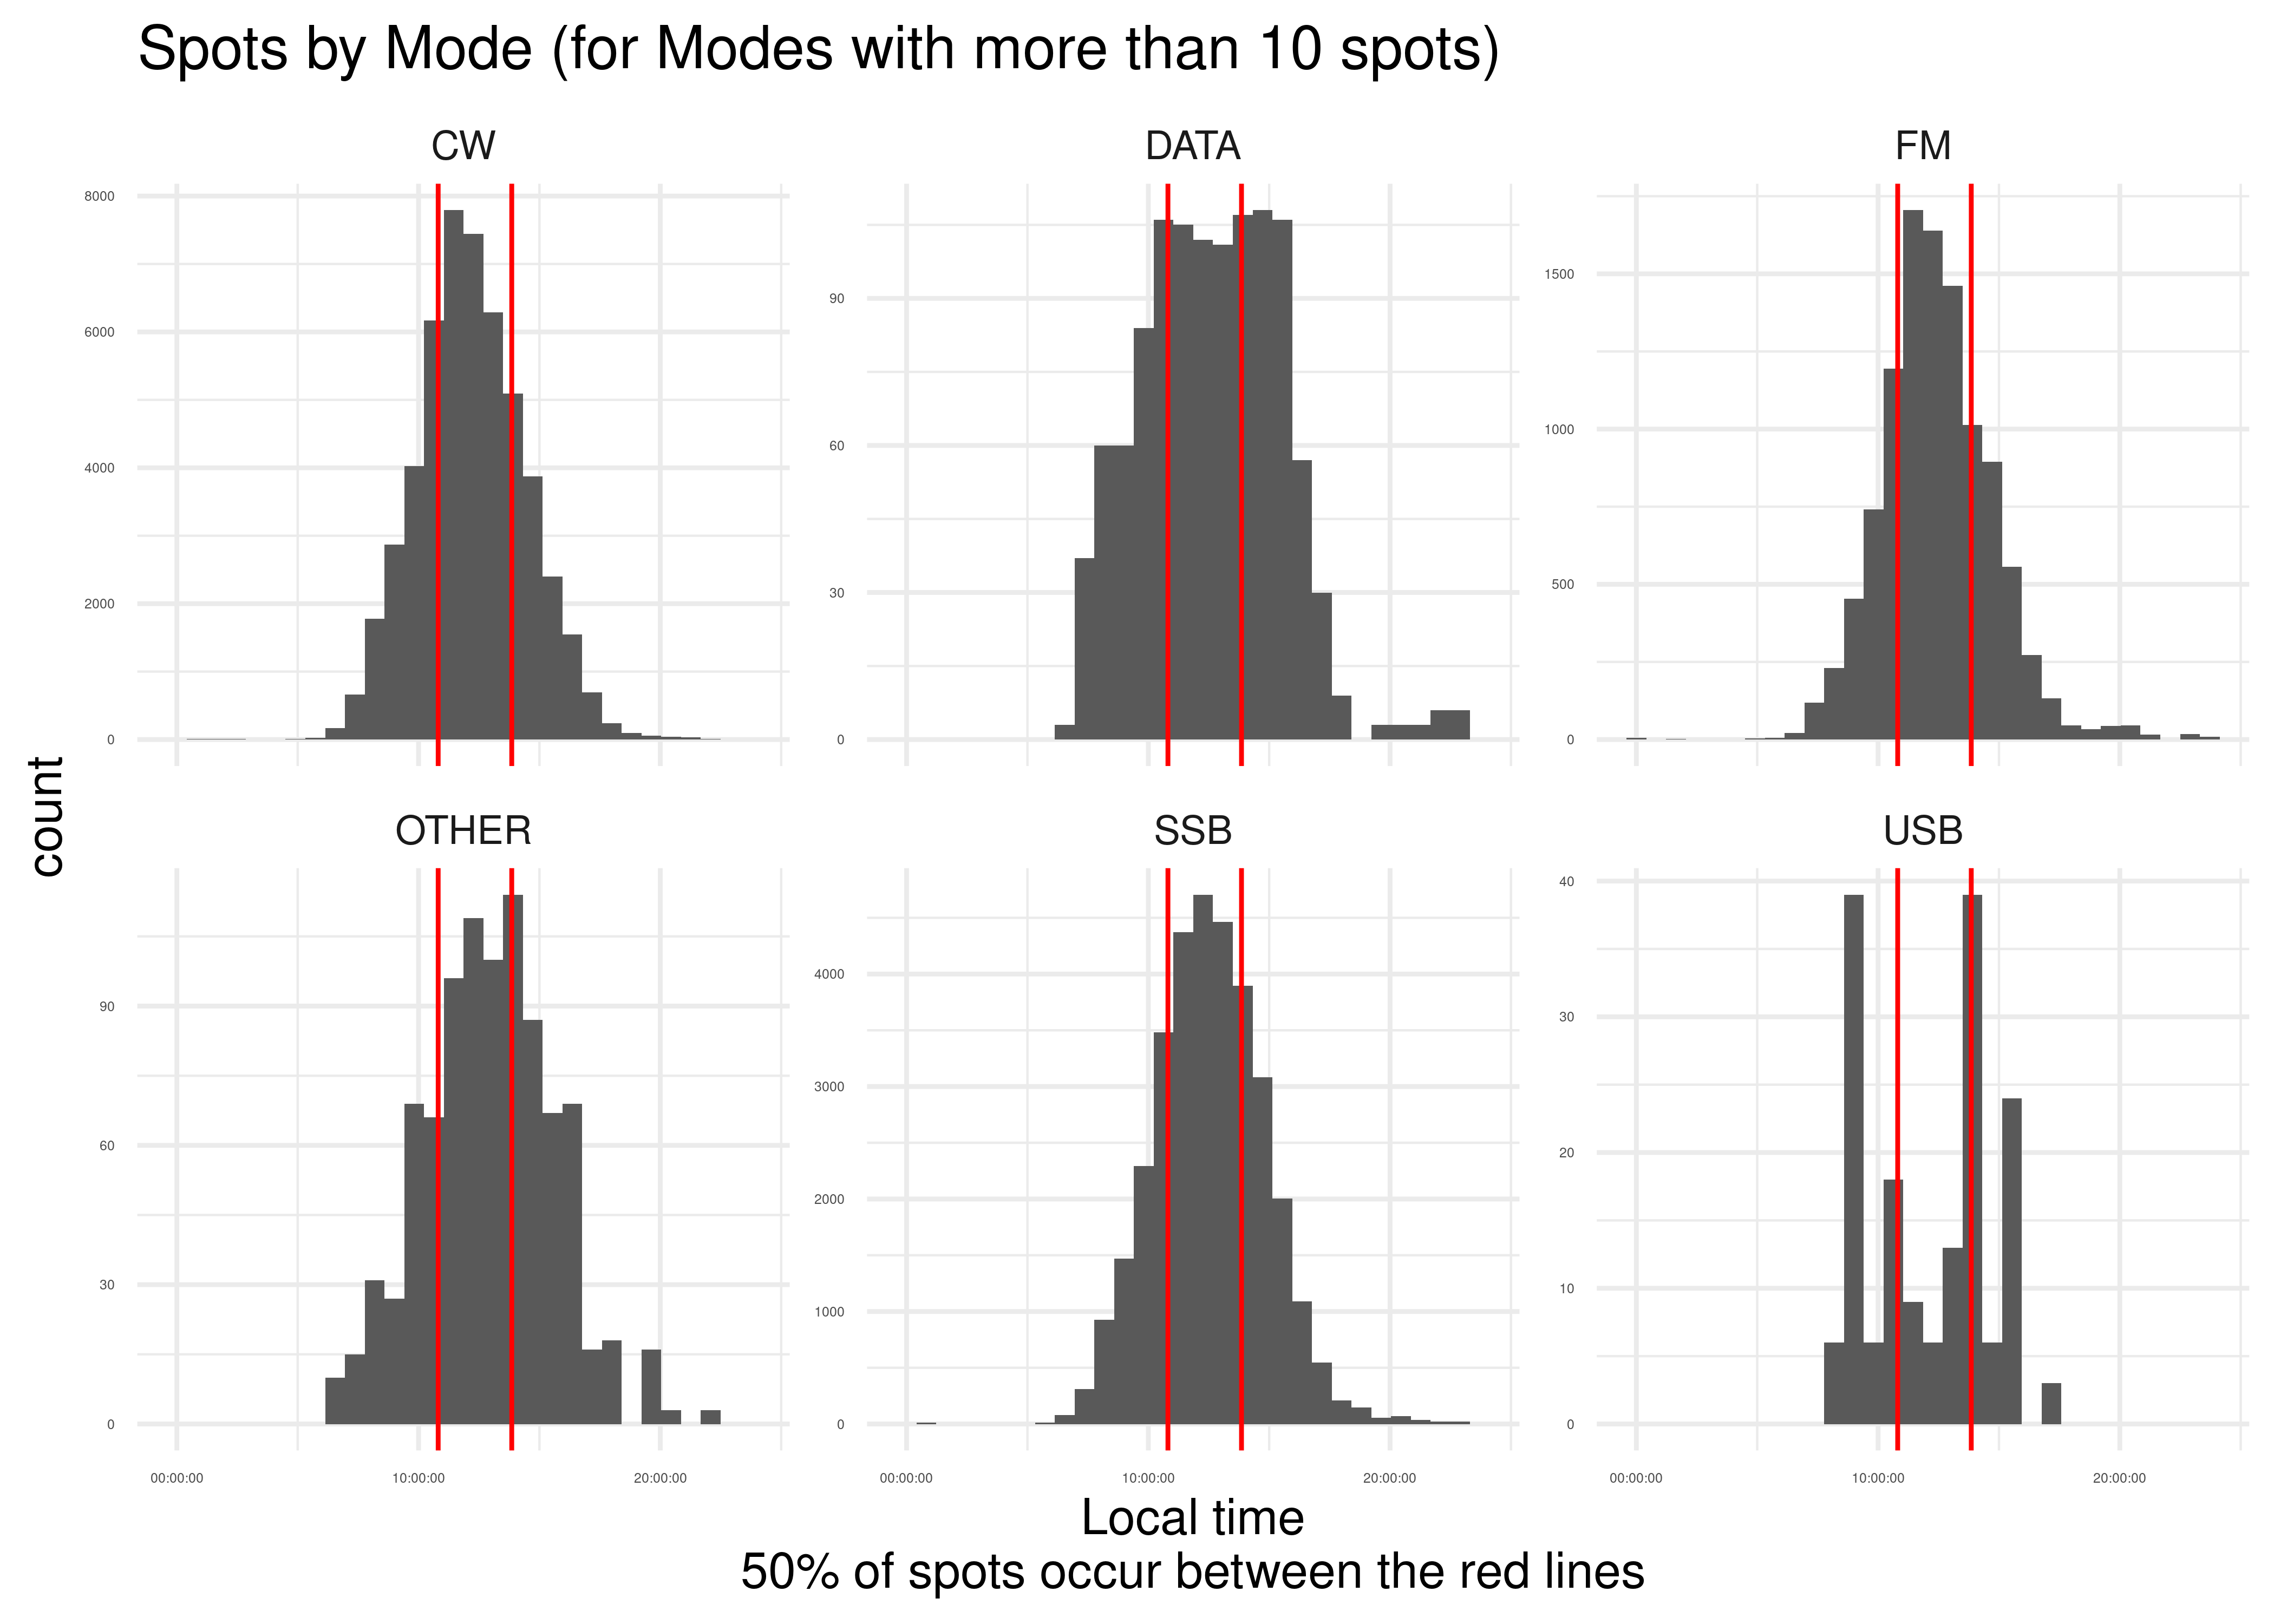 Spots by Mode (for Modes with more than 10 spots)
CW
DATA
FM
8000
6000
4000
2000
0
90
60
30
0
1500
1000
500
0
count
OTHER
SSB
USB
90
60
30
0
4000
3000
2000
1000
0
40
30
20
10
0
00:00:00 10:00:00 20:00:00
00:00:00 10:00:00 20:00:00
00:00:00 10:00:00 20:00:00
Local time
50% of spots occur between the red lines